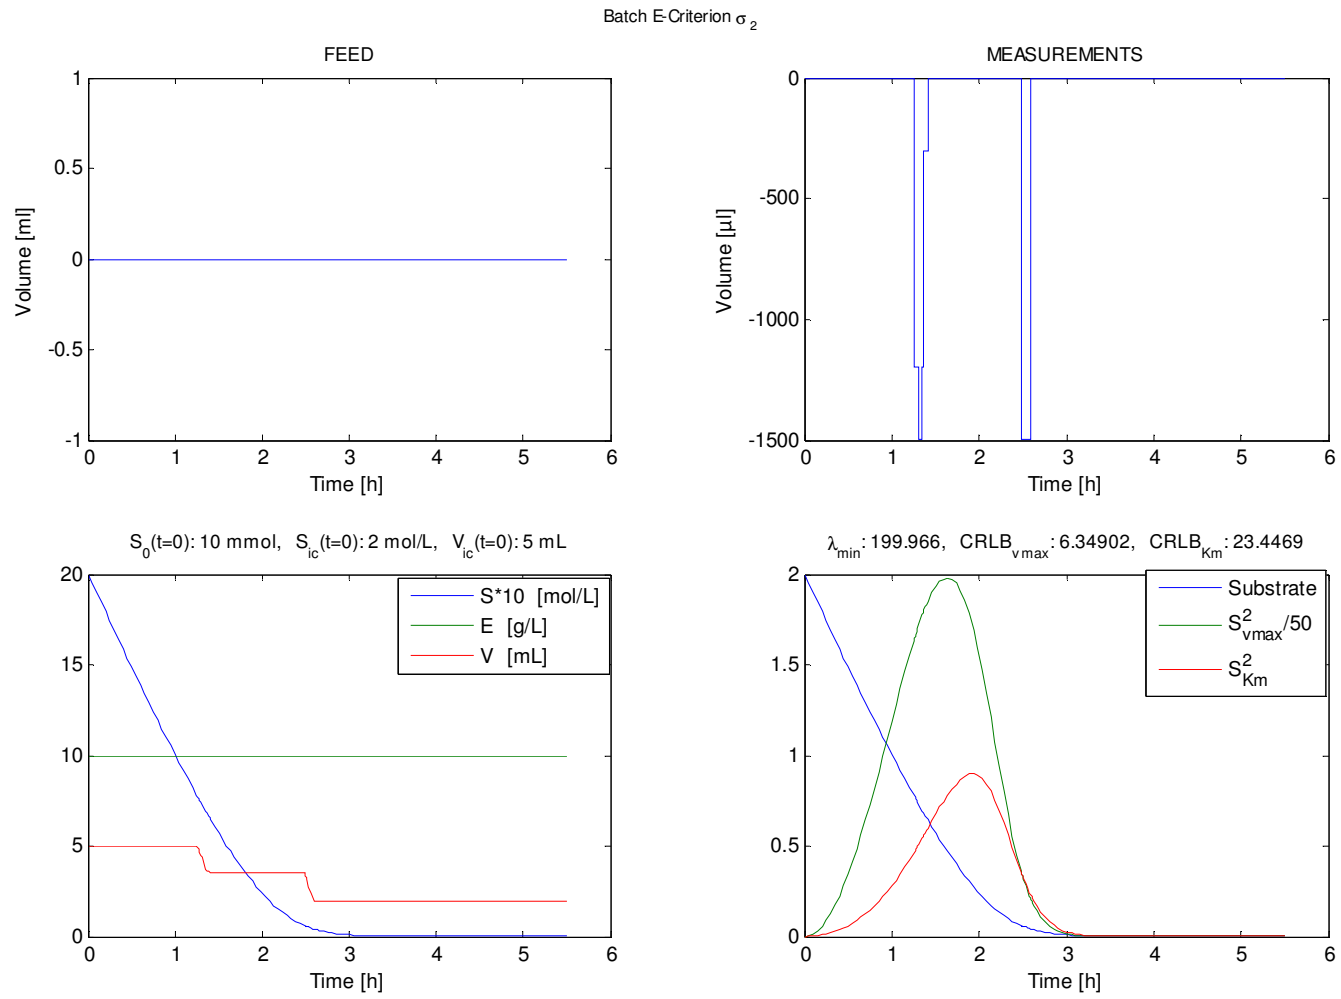 Batch E-Criterion σ2
FEED
1
0.5
0
-0.5
-1
Volume [ml]
0 1 2 3 4 5 6
Time [h]
MEASUREMENTS
0
-500
-1000
-1500
Volume [µl]
0 1 2 3 4 5 6
Time [h]
S0(t=0): 10 mmol, Sic(t=0): 2 mol/L, Vic(t=0): 5 mL
20
15
10
5
0
S*10 [mol/L]
E [g/L]
V [mL]
0 1 2 3 4 5 6
Time [h]
λmin: 199.966, CRLBvmax: 6.34902, CRLBKm: 23.4469
2
1.5
1
0.5
0
Substrate
S²vmax/50
S²Km
0 1 2 3 4 5 6
Time [h]